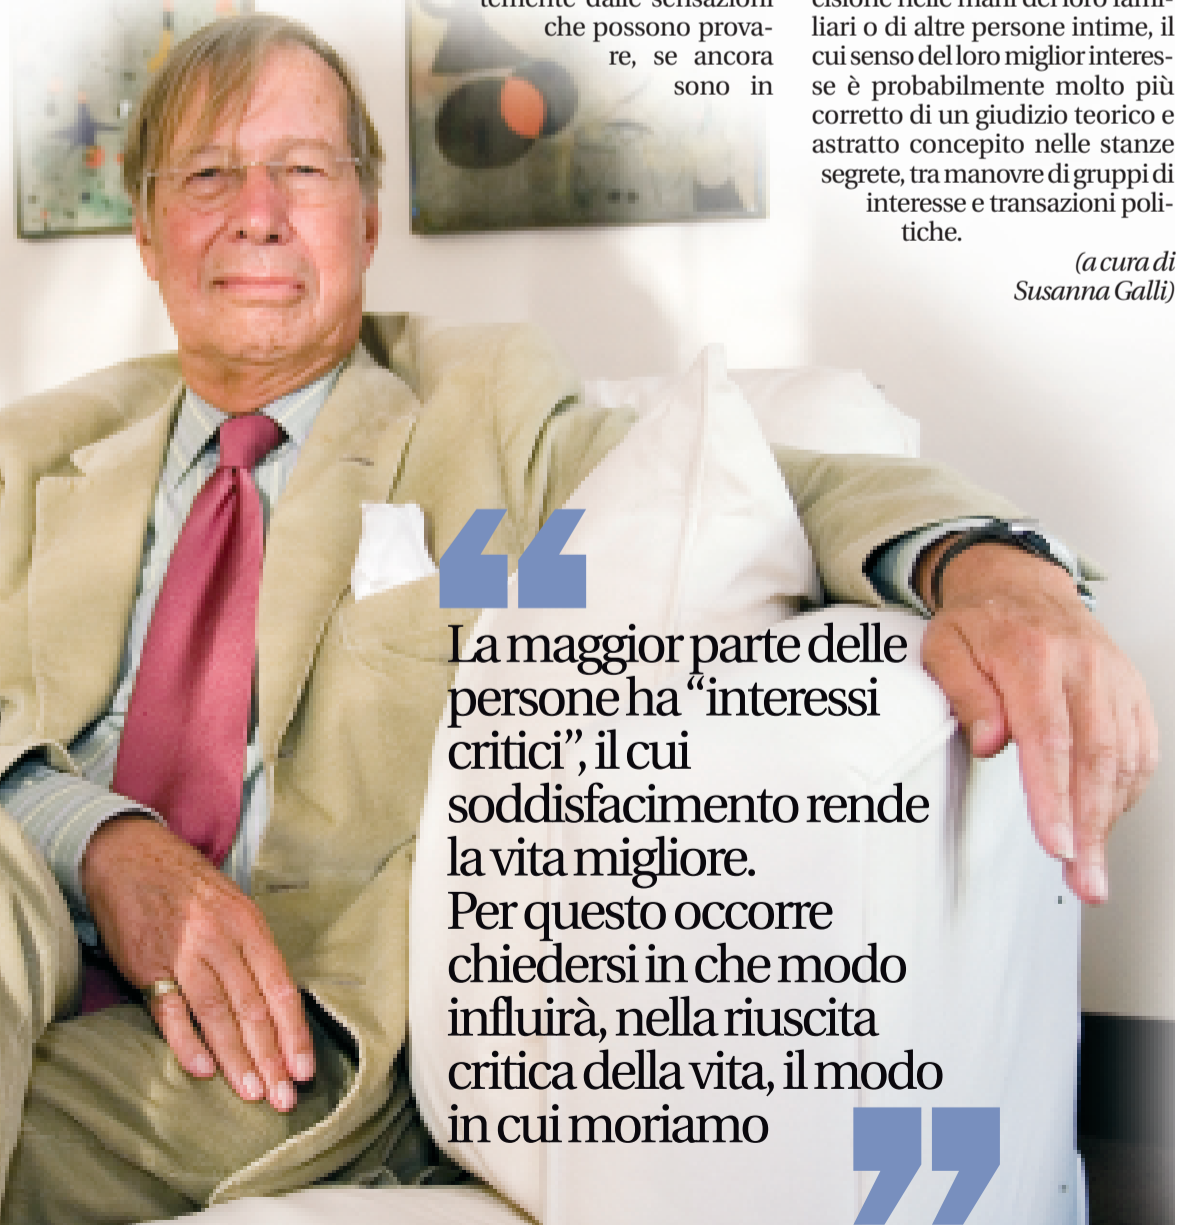 che possono prova-
re, se ancora
sono in
liari o di altre persone intime, il
cui senso del loro miglior interes-
se è probabilmente molto più
corretto di un giudizio teorico e
astratto concepito nelle stanze
segrete, tra manovre di gruppi di
interesse e transazioni poli-
tiche.
(a cura di
Susanna Galli)
“
La maggior parte delle
persone ha “interessi
critici”, il cui
soddisfacimento rende
la vita migliore.
Per questo occorre
chiedersi in che modo
influirà, nella riuscita
critica della vita, il modo
in cui moriamo
”